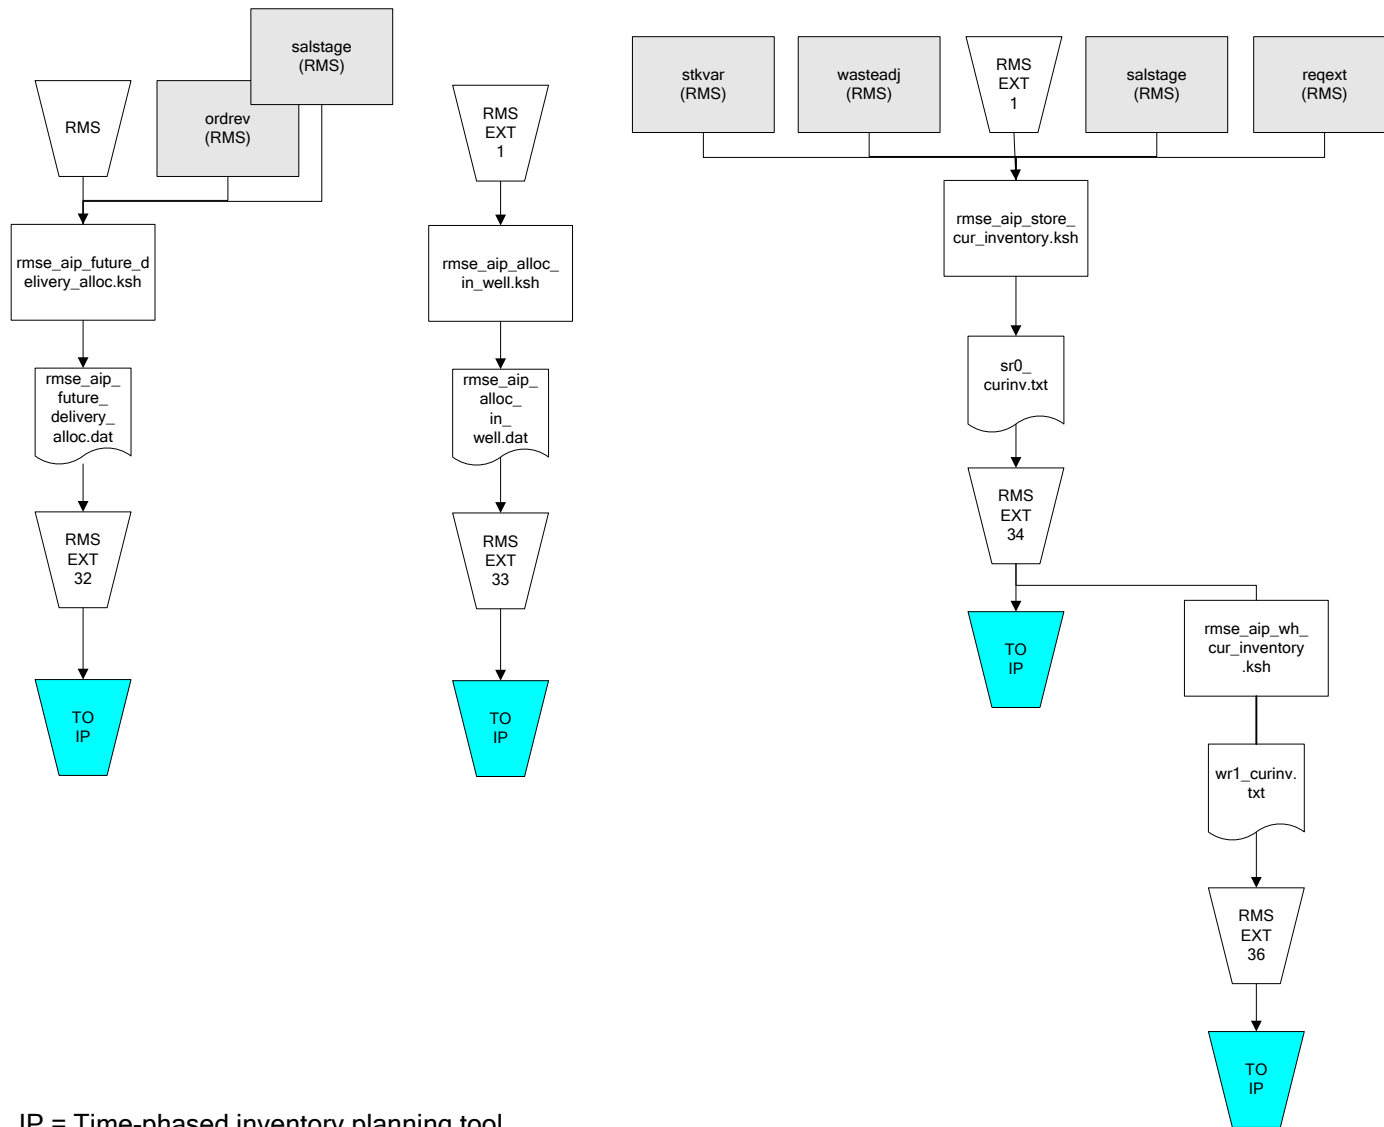 salstage
(RMS)
RMS
ordrev
(RMS)
rmse_aip_future_d
elivery_alloc.ksh
rmse_aip_
future_
delivery_
alloc.dat
RMS
EXT
32
TO
IP
RMS
EXT
1
rmse_aip_alloc_
in_well.ksh
rmse_aip_
alloc_
in_
well.dat
RMS
EXT
33
TO
IP
stkvar
(RMS)
wasteadj
(RMS)
RMS
EXT
1
salstage
(RMS)
reqext
(RMS)
rmse_aip_store_
cur_inventory.ksh
sr0_
curinv.txt
RMS
EXT
34
TO
IP
rmse_aip_wh_
cur_inventory
.ksh
wr1_curinv.
txt
RMS
EXT
36
TO
IP
IP = Time-phased inventory planning tool